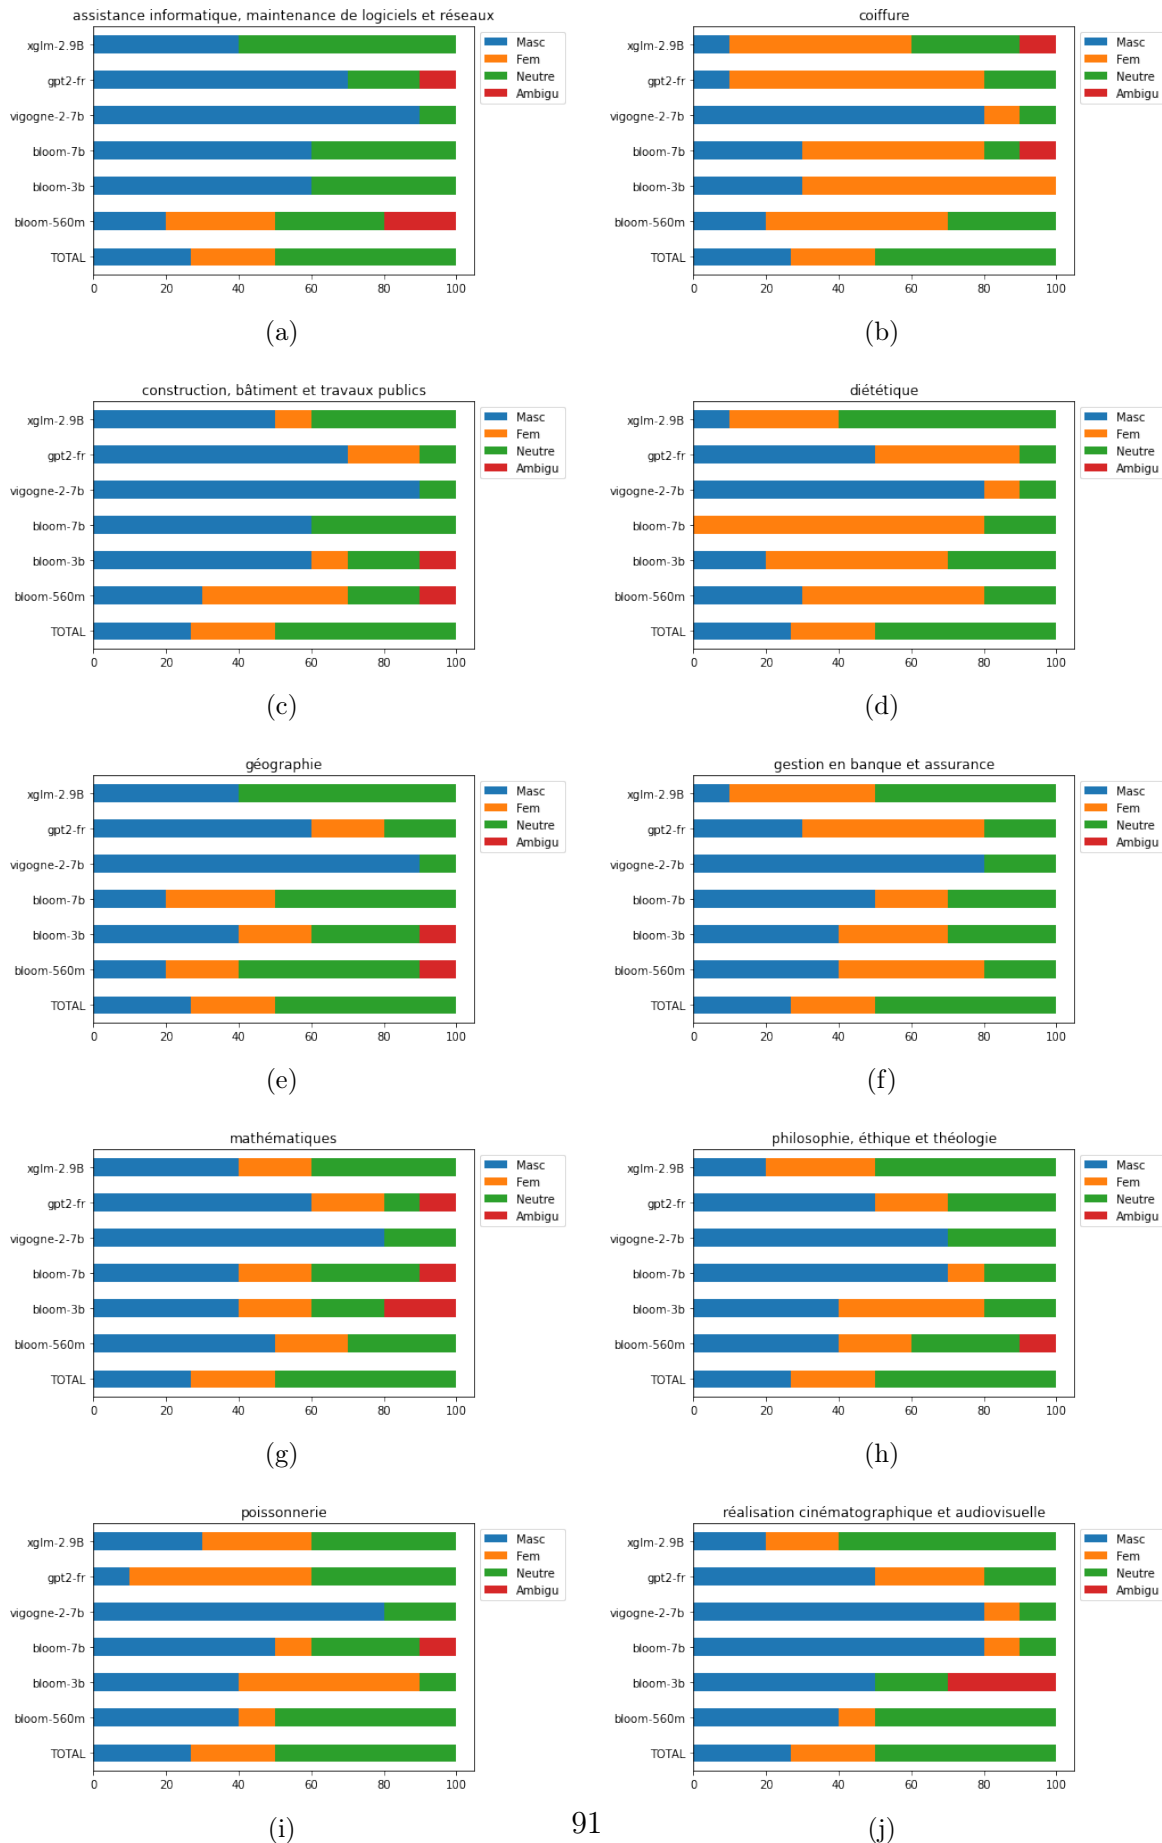 assistance informatique, maintenance de logiciels et réseaux
xglm-2.9B
gpt2-fr
vigogne-2-7b
bloom-7b
bloom-3b
bloom-560m
TOTAL
0 20 40 60 80 100
Masc
Fem
Neutre
Ambigu
(a)
coiffure
xglm-2.9B
gpt2-fr
vigogne-2-7b
bloom-7b
bloom-3b
bloom-560m
TOTAL
0 20 40 60 80 100
Masc
Fem
Neutre
Ambigu
(b)
construction, bâtiment et travaux publics
xglm-2.9B
gpt2-fr
vigogne-2-7b
bloom-7b
bloom-3b
bloom-560m
TOTAL
0 20 40 60 80 100
Masc
Fem
Neutre
Ambigu
(c)
diététique
xglm-2.9B
gpt2-fr
vigogne-2-7b
bloom-7b
bloom-3b
bloom-560m
TOTAL
0 20 40 60 80 100
Masc
Fem
Neutre
Ambigu
(d)
géographie
xglm-2.9B
gpt2-fr
vigogne-2-7b
bloom-7b
bloom-3b
bloom-560m
TOTAL
0 20 40 60 80 100
Masc
Fem
Neutre
Ambigu
(e)
gestion en banque et assurance
xglm-2.9B
gpt2-fr
vigogne-2-7b
bloom-7b
bloom-3b
bloom-560m
TOTAL
0 20 40 60 80 100
Masc
Fem
Neutre
Ambigu
(f)
mathématiques
xglm-2.9B
gpt2-fr
vigogne-2-7b
bloom-7b
bloom-3b
bloom-560m
TOTAL
0 20 40 60 80 100
Masc
Fem
Neutre
Ambigu
(g)
philosophie, éthique et théologie
xglm-2.9B
gpt2-fr
vigogne-2-7b
bloom-7b
bloom-3b
bloom-560m
TOTAL
0 20 40 60 80 100
Masc
Fem
Neutre
Ambigu
(h)
poissonnerie
xglm-2.9B
gpt2-fr
vigogne-2-7b
bloom-7b
bloom-3b
bloom-560m
TOTAL
0 20 40 60 80 100
Masc
Fem
Neutre
Ambigu
(i)
réalisation cinématographique et audiovisuelle
xglm-2.9B
gpt2-fr
vigogne-2-7b
bloom-7b
bloom-3b
bloom-560m
TOTAL
0 20 40 60 80 100
Masc
Fem
Neutre
Ambigu
(j)
91